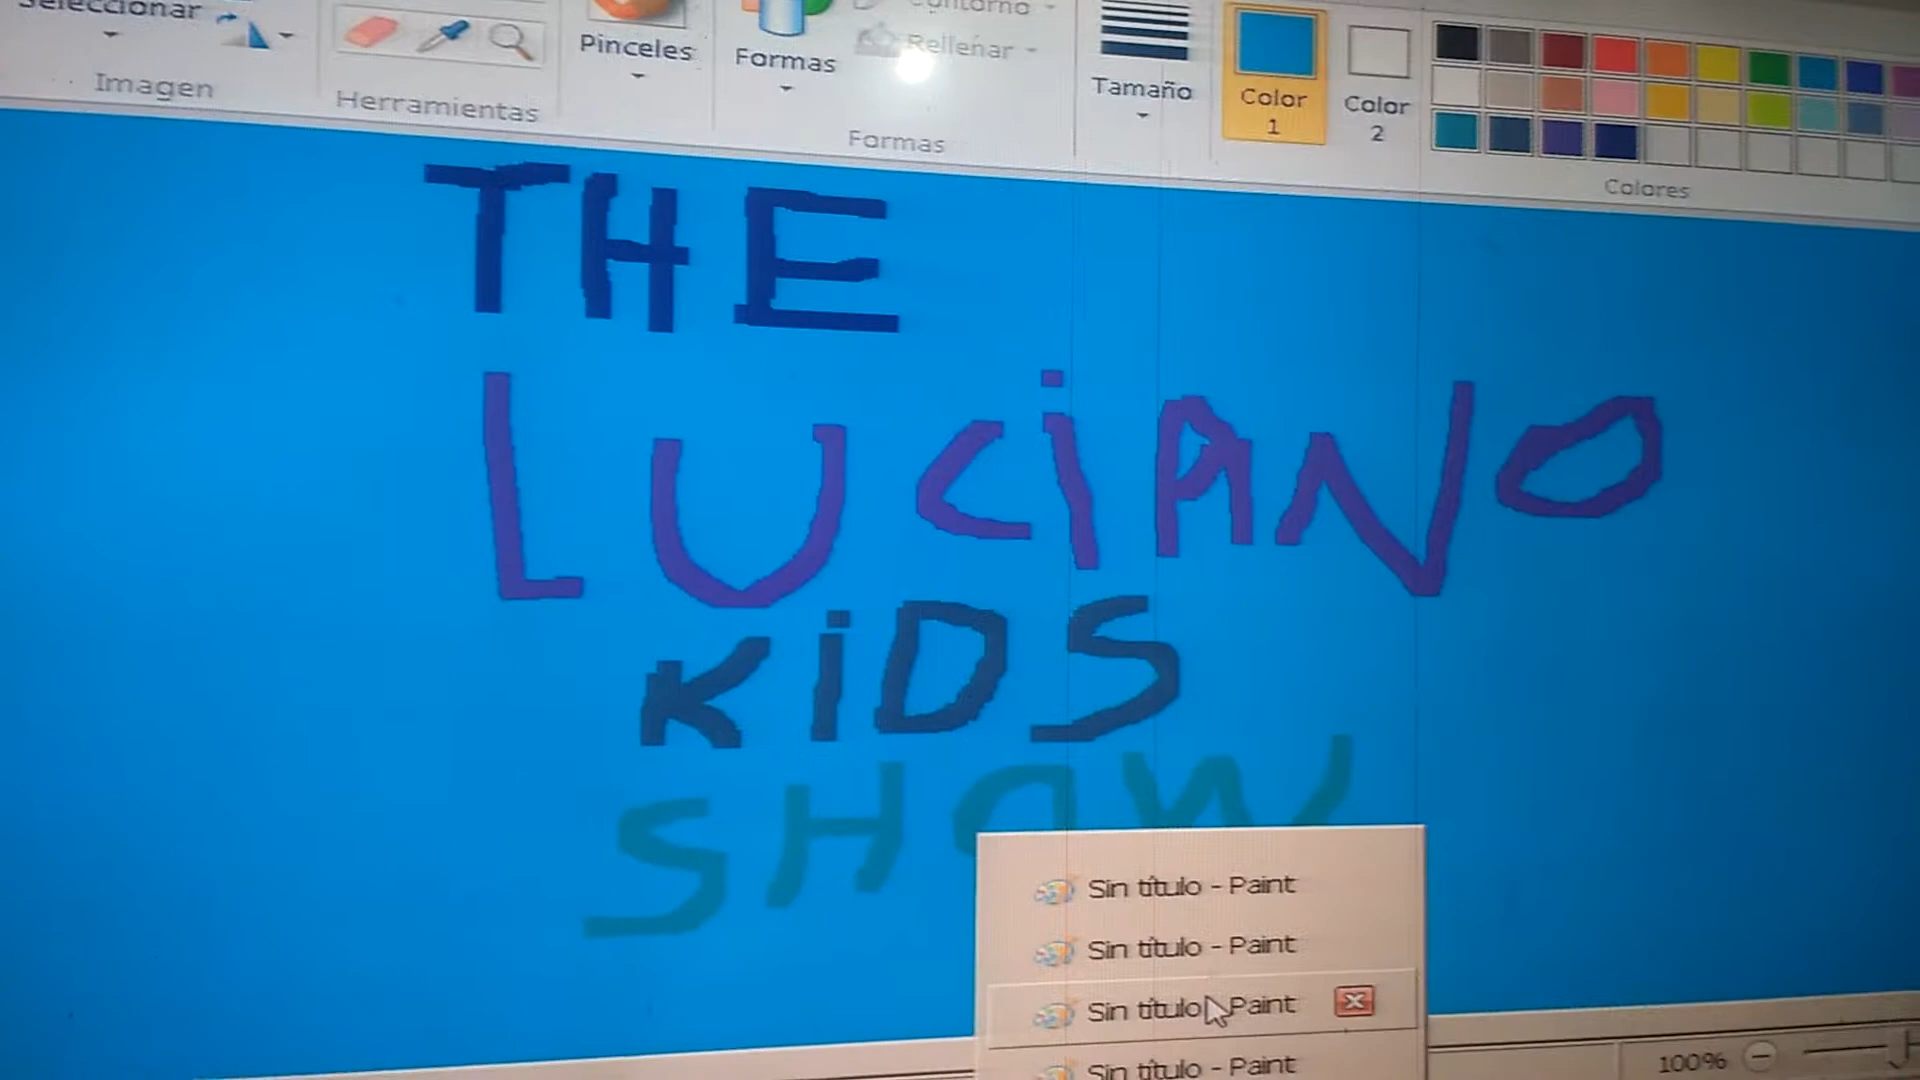 Seleccionar
Contorno
Rellenar
Pinceles
Formas
Tamaño
Color 1
Color 2
Imagen
Herramientas
Formas
Colores
THE
LUCiANO
KiDS
SHOW
Sin título - Paint
Sin título - Paint
Sin título - Paint
Sin título - Paint
100%